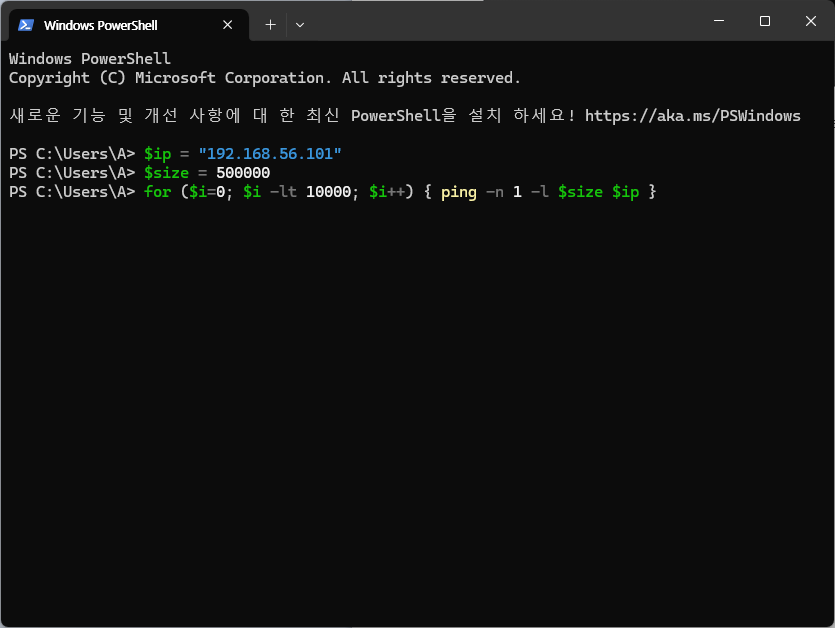 Windows PowerShell
Windows PowerShell
Copyright (C) Microsoft Corporation. All rights reserved.
새로운 기능 및 개선 사항에 대 한 최신 PowerShell을 설치 하세요! https://aka.ms/PSWindows
PS C:\Users\A> $ip = "192.168.56.101"
PS C:\Users\A> $size = 500000
PS C:\Users\A> for ($i=0; $i -lt 10000; $i++) { ping -n 1 -l $size $ip }